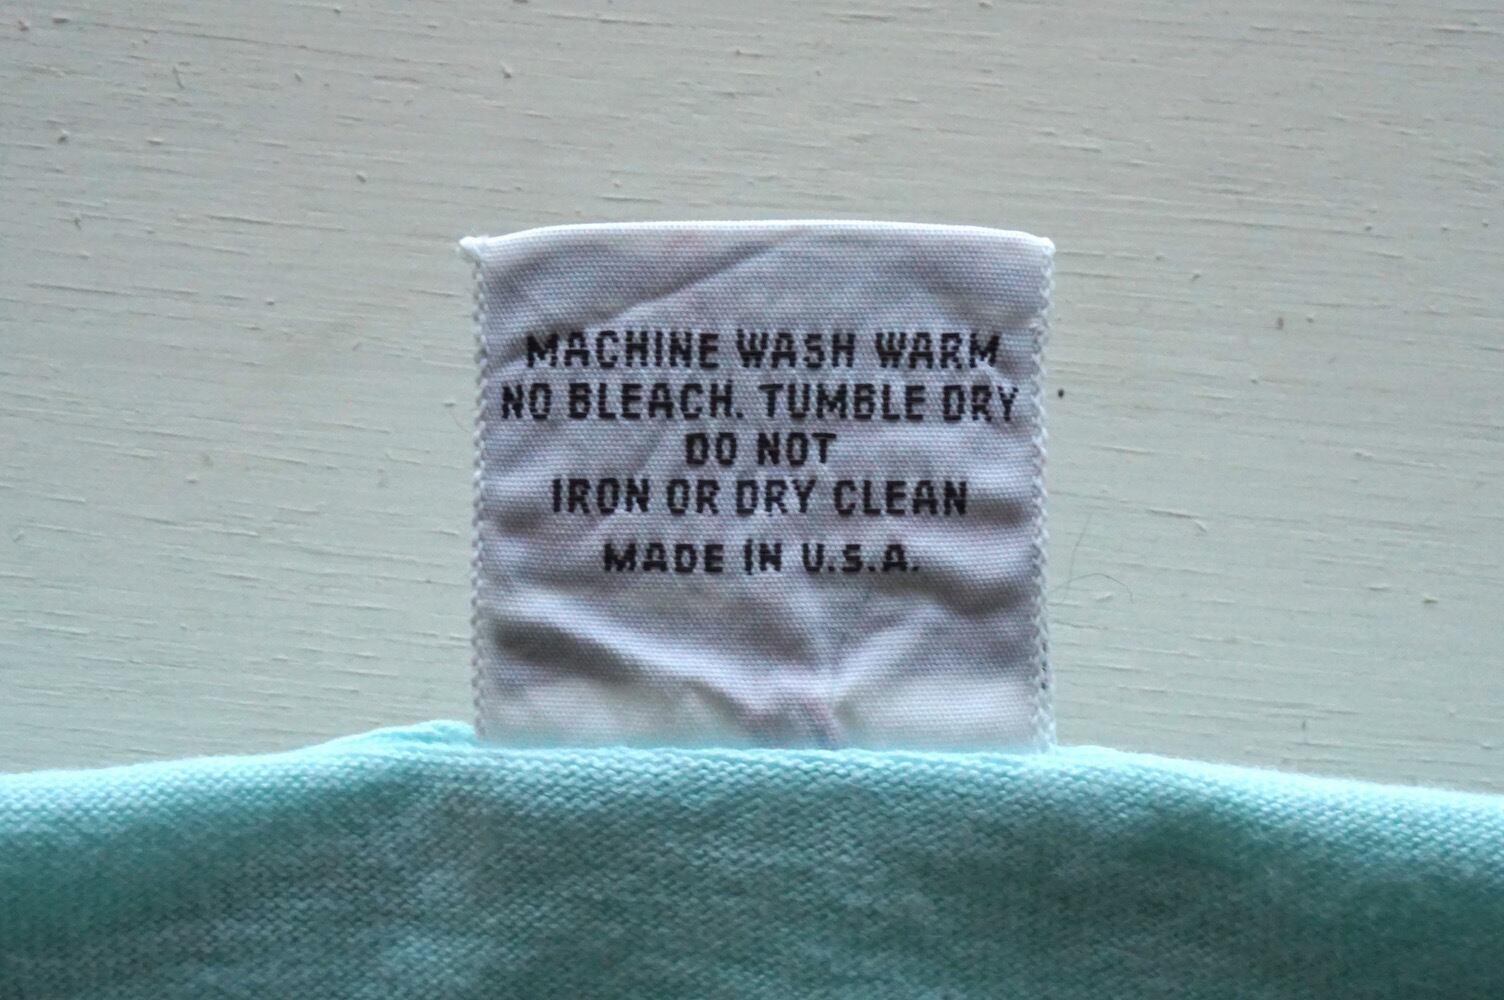 MACHINE WASH WARM
NO BLEACH. TUMBLE DRY
DO NOT
IRON OR DRY CLEAN
MADE IN U.S.A.